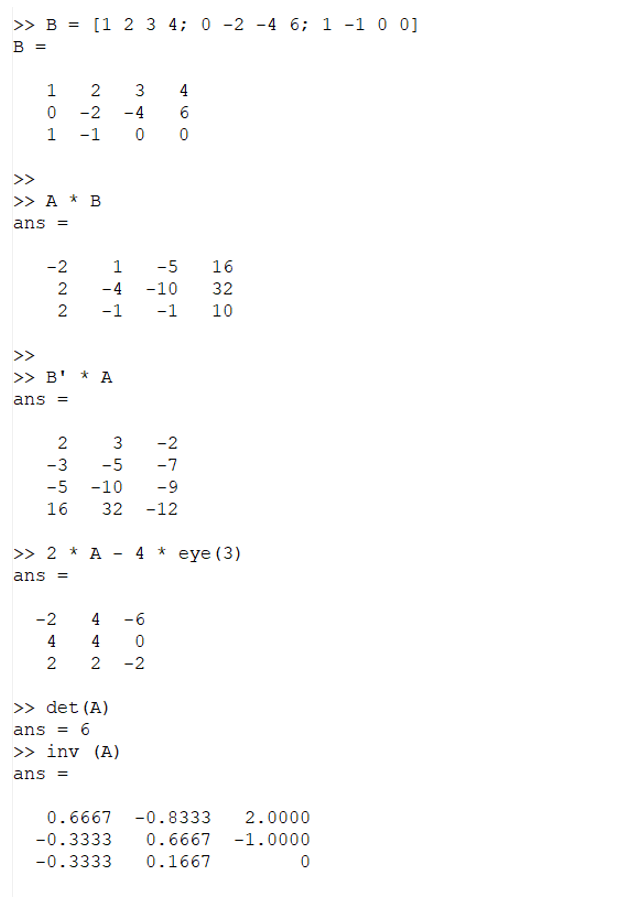 >> B = [1 2 3 4; 0 -2 -4 6; 1 -1 0 0]
B =
1 2 3 4
0 -2 -4 6
1 -1 0 0
>>
>> A * B
ans =
-2 1 -5 16
2 -4 -10 32
2 -1 -1 10
>>
>> B' * A
ans =
2 3 -2
-3 -5 -7
-5 -10 -9
16 32 -12
>> 2 * A - 4 * eye(3)
ans =
-2 4 -6
4 4 0
2 2 -2
>> det(A)
ans = 6
>> inv (A)
ans =
0.6667 -0.8333 2.0000
-0.3333 0.6667 -1.0000
-0.3333 0.1667 0